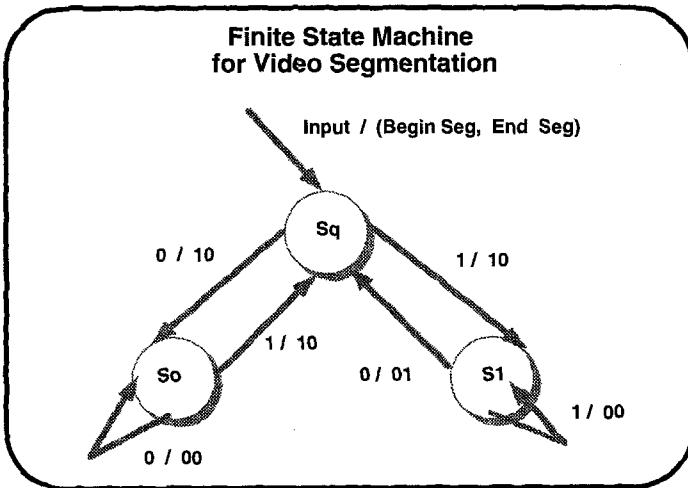 Finite State Machine
for Video Segmentation
Input / (Begin Seg, End Seg)
Sq
0 / 10
1 / 10
1 / 10
0 / 01
So
S1
1 / 00
0 / 00